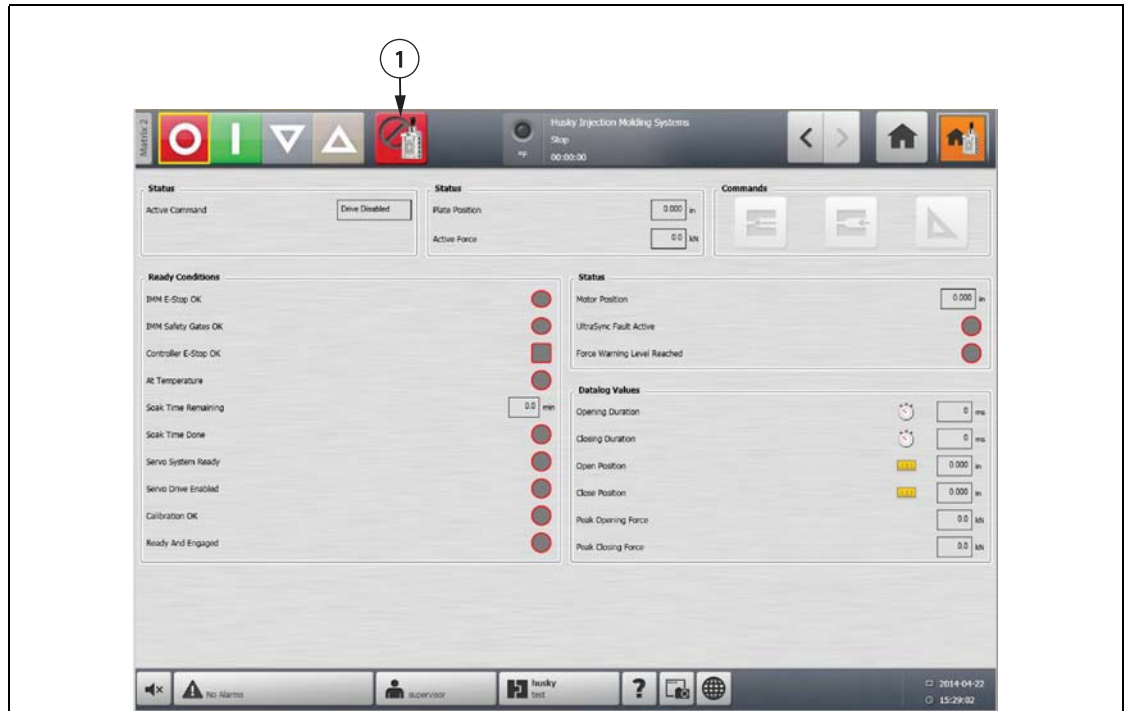 1
Matrix 2
Husky Injection Molding Systems
Stop
00:00:00
Status
Active Command
Drive Disabled
Status
Plate Position
0.000 in
Active Force
0.0 kN
Commands
Ready Conditions
IMM E-Stop OK
IMM Safety Gates OK
Controller E-Stop OK
At Temperature
Soak Time Remaining
0.0 min
Soak Time Done
Servo System Ready
Servo Drive Enabled
Calibration OK
Ready And Engaged
Status
Motor Position
0.000 in
UltraSync Fault Active
Force Warning Level Reached
Datalog Values
Opening Duration
0 ms
Closing Duration
0 ms
Open Position
0.000 in
Close Position
0.000 in
Peak Opening Force
0.0 kN
Peak Closing Force
0.0 kN
No Alarms
supervisor
husky
test
?
2014-04-22
15:29:02